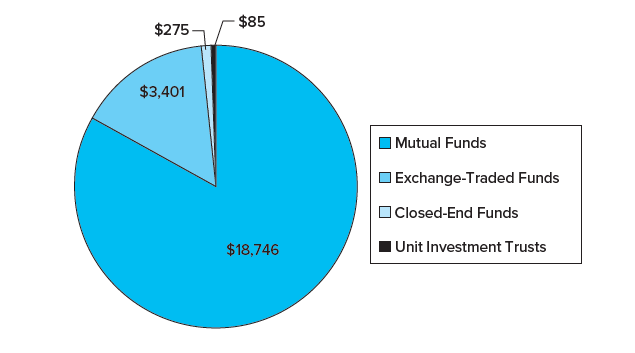 $275
$85
$3,401
$18,746
Mutual Funds
Exchange-Traded Funds
Closed-End Funds
Unit Investment Trusts